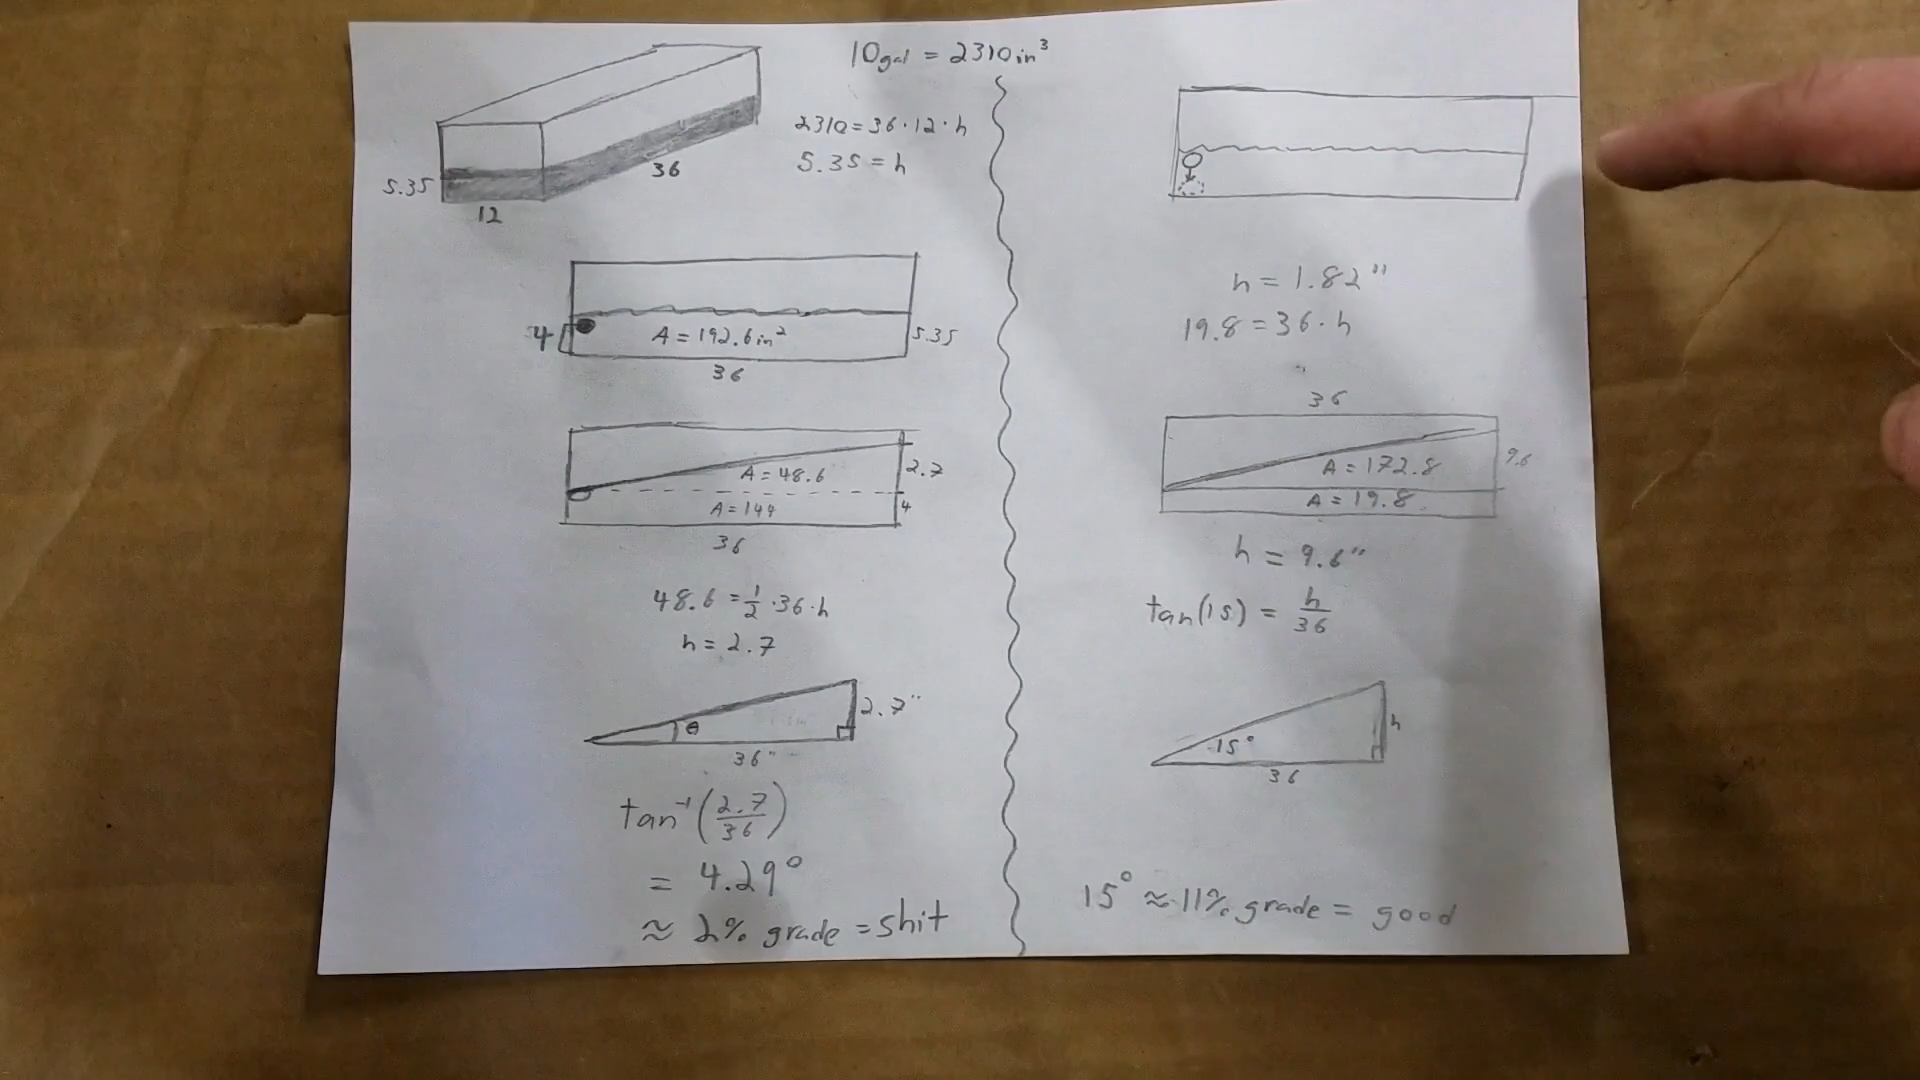 10gal = 2310in³
2310=36·12·h
5.35=h
5.35
12
36
4
A=192.6in²
5.35
36
A=48.6
2.7
A=144
4
36
48.6=½·36·h
h=2.7
θ
2.7"
36"
tan⁻¹(2.7/36)
= 4.29°
≈ 2% grade = shit
h = 1.82"
19.8=36·h
36
A=172.8
9.6
A=19.8
h = 9.6"
tan(15) = h/36
15°
h
36
15° ≈ 11% grade = good